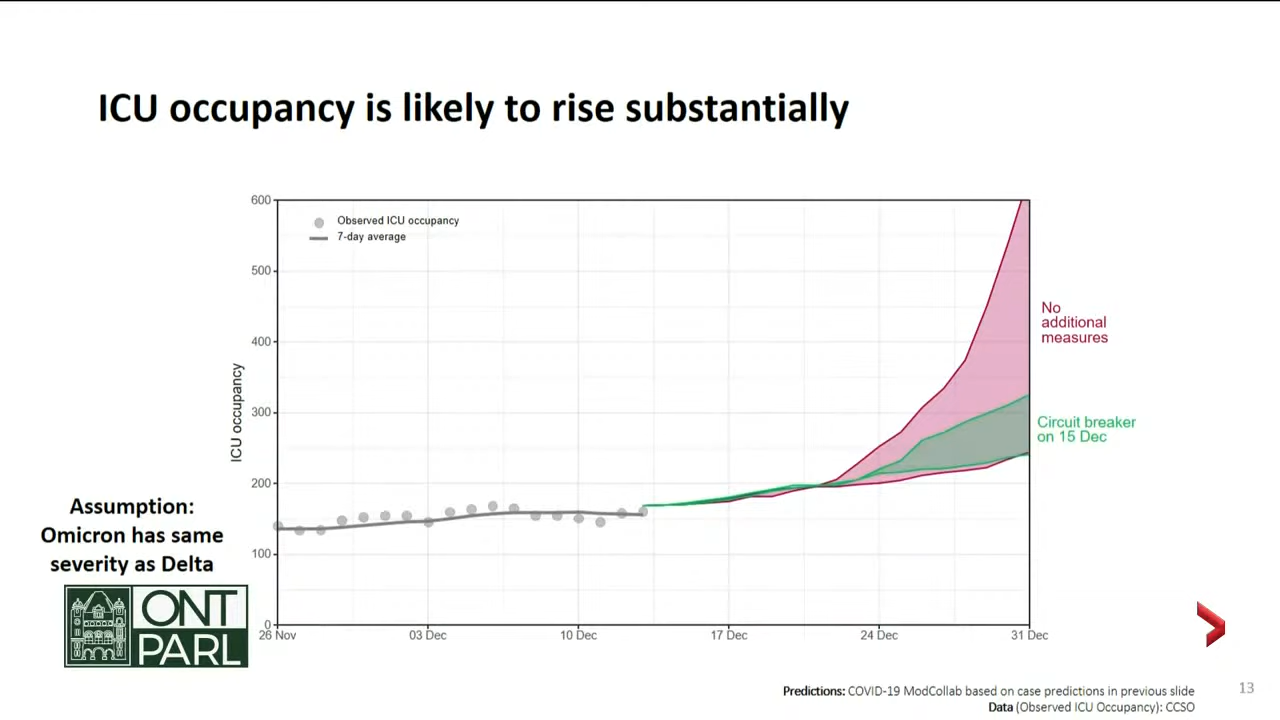 ICU occupancy is likely to rise substantially
600
500
400
300
200
100
0
ICU occupancy
Observed ICU occupancy
7-day average
No
additional
measures
Circuit breaker
on 15 Dec
26 Nov
03 Dec
10 Dec
17 Dec
24 Dec
31 Dec
Assumption:
Omicron has same
severity as Delta
ONT
PARL
Predictions: COVID-19 ModCollab based on case predictions in previous slide
Data (Observed ICU Occupancy): CCSO
13